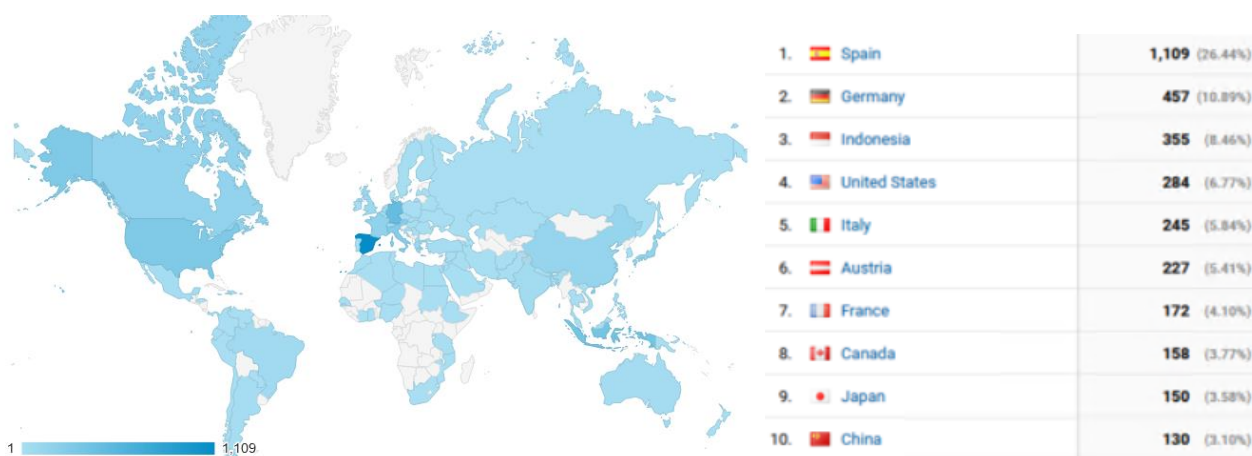 1. Spain 1,109 (26.44%)
2. Germany 457 (10.89%)
3. Indonesia 355 (8.46%)
4. United States 284 (6.77%)
5. Italy 245 (5.84%)
6. Austria 227 (5.41%)
7. France 172 (4.10%)
8. Canada 158 (3.77%)
9. Japan 150 (3.58%)
10. China 130 (3.10%)
1 1,109